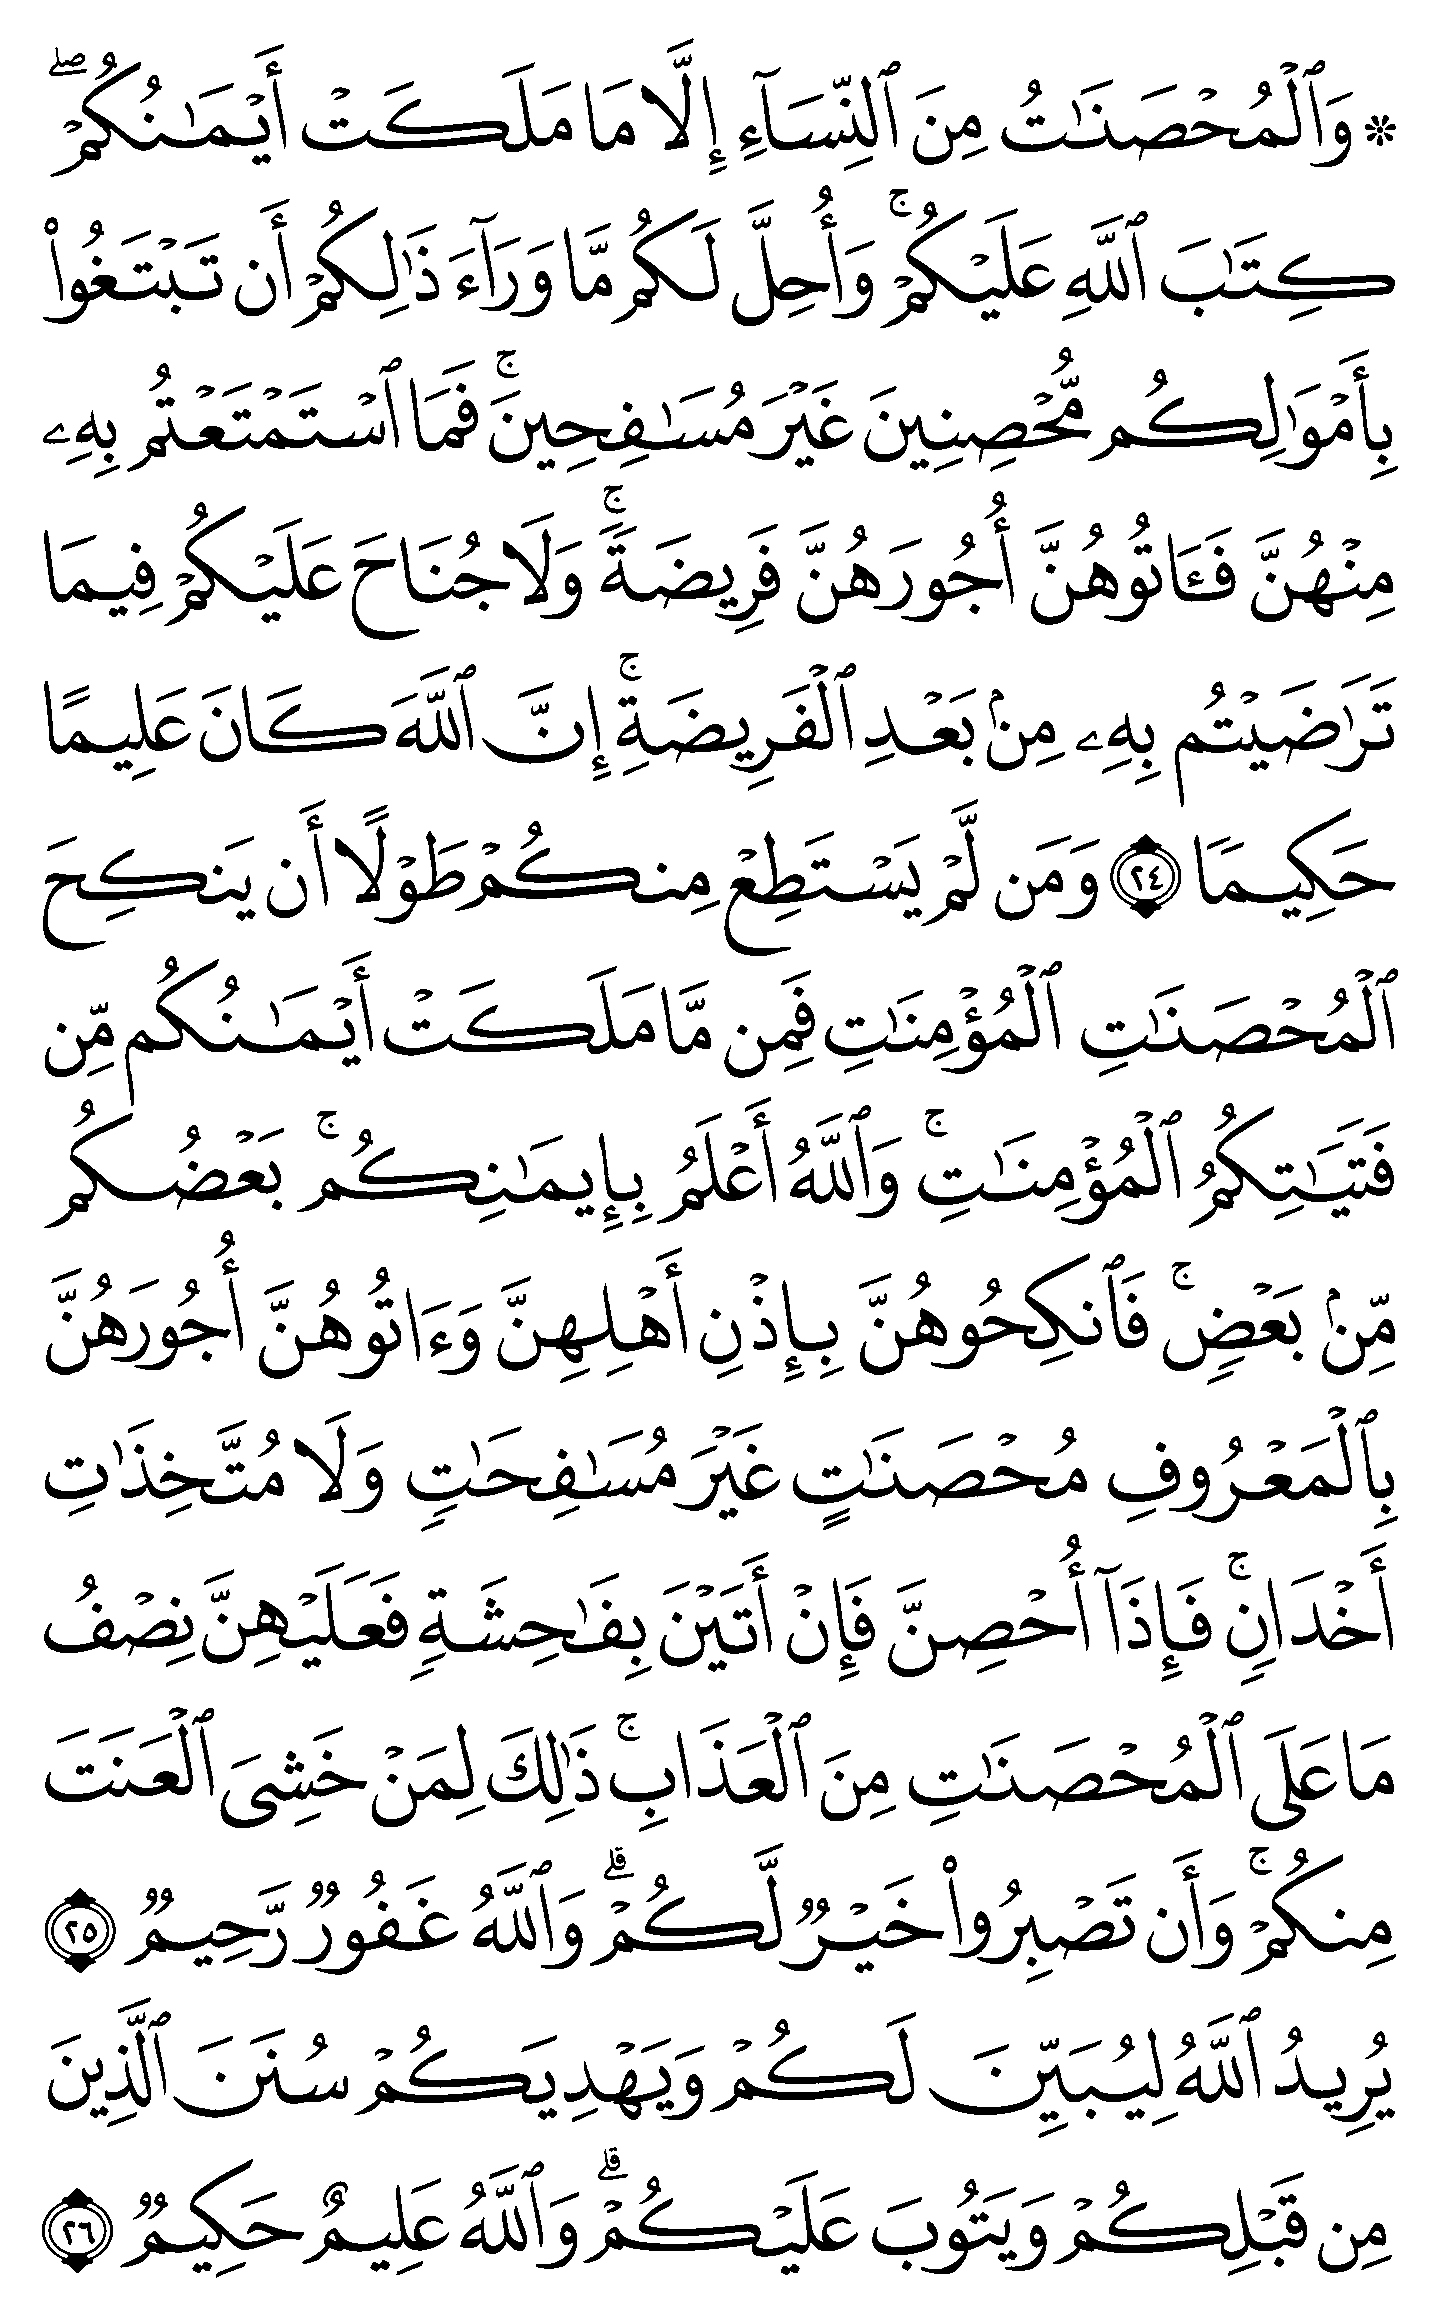 ۞ وَٱلۡمُحۡصَنَٰتُ مِنَ ٱلنِّسَآءِ إِلَّا مَا مَلَكَتۡ أَيۡمَٰنُكُمۡۖ
كِتَٰبَ ٱللَّهِ عَلَيۡكُمۡۚ وَأُحِلَّ لَكُم مَّا وَرَآءَ ذَٰلِكُمۡ أَن تَبۡتَغُواْ
بِأَمۡوَٰلِكُم مُّحۡصِنِينَ غَيۡرَ مُسَٰفِحِينَۚ فَمَا ٱسۡتَمۡتَعۡتُم بِهِۦ
مِنۡهُنَّ فَـَٔاتُوهُنَّ أُجُورَهُنَّ فَرِيضَةٗۚ وَلَا جُنَاحَ عَلَيۡكُمۡ فِيمَا
تَرَٰضَيۡتُم بِهِۦ مِنۢ بَعۡدِ ٱلۡفَرِيضَةِۚ إِنَّ ٱللَّهَ كَانَ عَلِيمًا
حَكِيمٗا ٢٤ وَمَن لَّمۡ يَسۡتَطِعۡ مِنكُمۡ طَوۡلًا أَن يَنكِحَ
ٱلۡمُحۡصَنَٰتِ ٱلۡمُؤۡمِنَٰتِ فَمِن مَّا مَلَكَتۡ أَيۡمَٰنُكُم مِّن
فَتَيَٰتِكُمُ ٱلۡمُؤۡمِنَٰتِۚ وَٱللَّهُ أَعۡلَمُ بِإِيمَٰنِكُمۚ بَعۡضُكُم
مِّنۢ بَعۡضٖۚ فَٱنكِحُوهُنَّ بِإِذۡنِ أَهۡلِهِنَّ وَءَاتُوهُنَّ أُجُورَهُنَّ
بِٱلۡمَعۡرُوفِ مُحۡصَنَٰتٍ غَيۡرَ مُسَٰفِحَٰتٖ وَلَا مُتَّخِذَٰتِ
أَخۡدَانٖۚ فَإِذَآ أُحۡصِنَّ فَإِنۡ أَتَيۡنَ بِفَٰحِشَةٖ فَعَلَيۡهِنَّ نِصۡفُ
مَا عَلَى ٱلۡمُحۡصَنَٰتِ مِنَ ٱلۡعَذَابِۚ ذَٰلِكَ لِمَنۡ خَشِيَ ٱلۡعَنَتَ
مِنكُمۡۚ وَأَن تَصۡبِرُواْ خَيۡرٞ لَّكُمۡۗ وَٱللَّهُ غَفُورٞ رَّحِيمٞ ٢٥
يُرِيدُ ٱللَّهُ لِيُبَيِّنَ لَكُمۡ وَيَهۡدِيَكُمۡ سُنَنَ ٱلَّذِينَ
مِن قَبۡلِكُمۡ وَيَتُوبَ عَلَيۡكُمۡۗ وَٱللَّهُ عَلِيمٌ حَكِيمٞ ٢٦